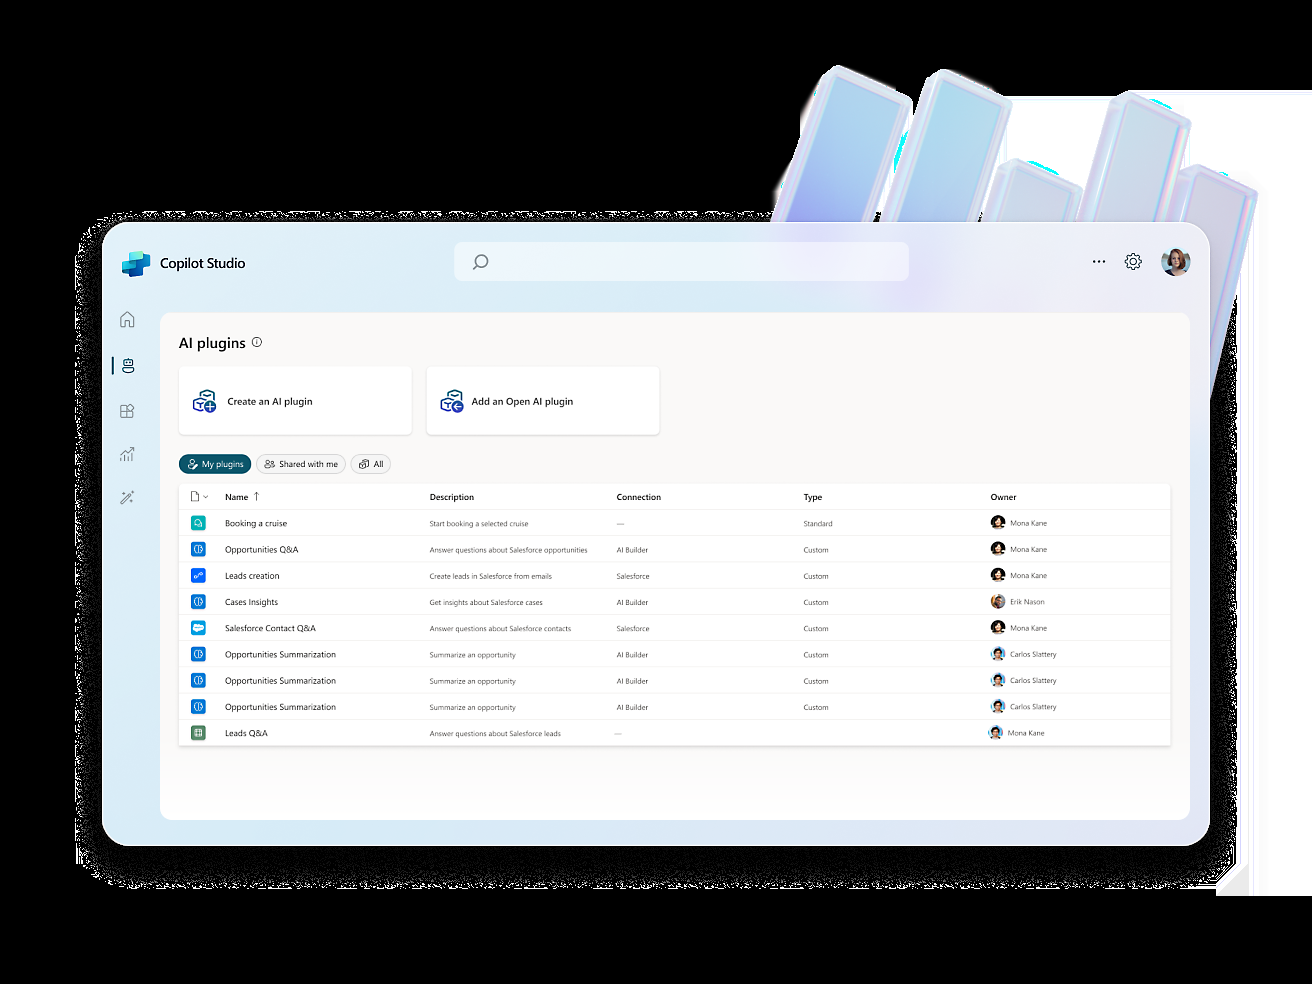 Copilot Studio
AI plugins
Create an AI plugin
Add an Open AI plugin
My plugins Shared with me All
Name ↑ Description Connection Type Owner
Booking a cruise Start booking a selected cruise — Standard Mona Kane
Opportunities Q&A Answer questions about Salesforce opportunities AI Builder Custom Mona Kane
Leads creation Create leads in Salesforce from emails Salesforce Custom Mona Kane
Cases Insights Get insights about Salesforce cases AI Builder Custom Erik Nason
Salesforce Contact Q&A Answer questions about Salesforce contacts Salesforce Custom Mona Kane
Opportunities Summarization Summarize an opportunity AI Builder Custom Carlos Slattery
Opportunities Summarization Summarize an opportunity AI Builder Custom Carlos Slattery
Opportunities Summarization Summarize an opportunity AI Builder Custom Carlos Slattery
Leads Q&A Answer questions about Salesforce leads — Mona Kane